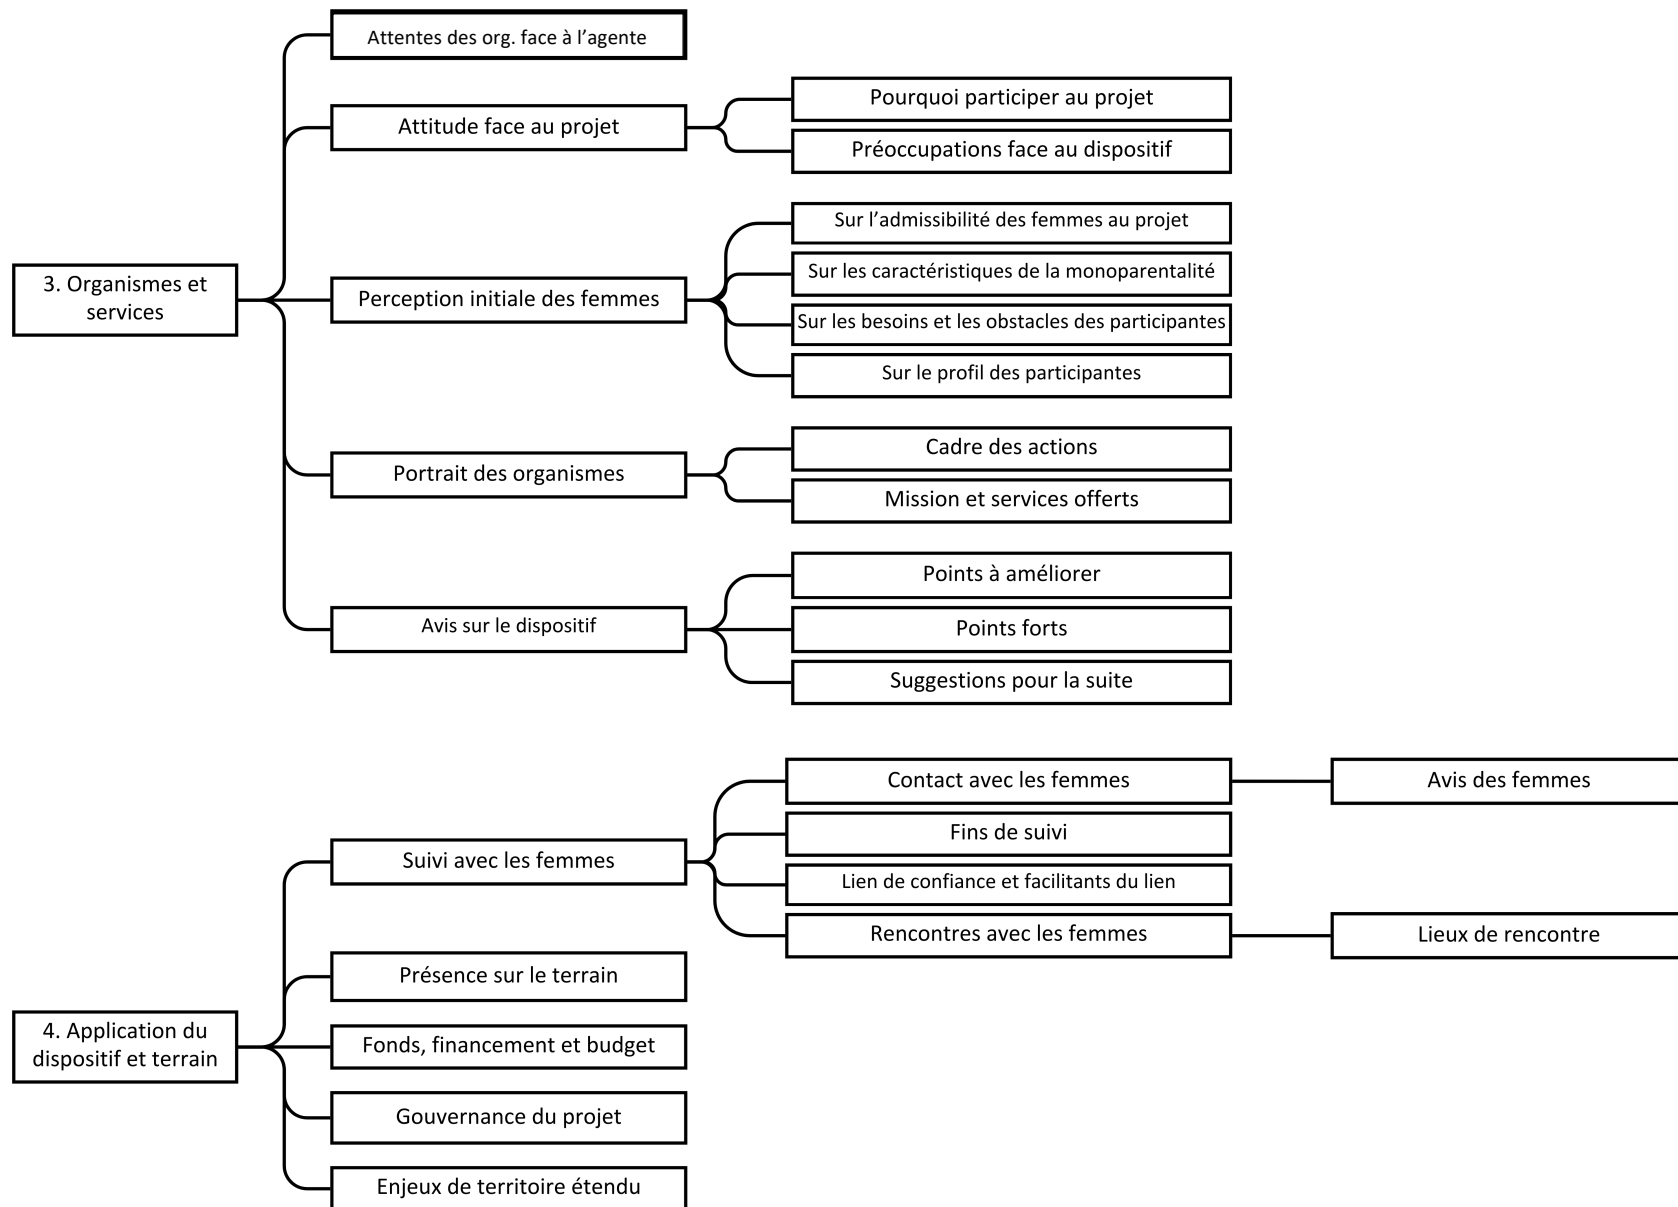 Attentes des org. face à l’agente
Attitude face au projet
Pourquoi participer au projet
Préoccupations face au dispositif
3. Organismes et
services
Perception initiale des femmes
Sur l’admissibilité des femmes au projet
Sur les caractéristiques de la monoparentalité
Sur les besoins et les obstacles des participantes
Sur le profil des participantes
Portrait des organismes
Cadre des actions
Mission et services offerts
Avis sur le dispositif
Points à améliorer
Points forts
Suggestions pour la suite
4. Application du
dispositif et terrain
Suivi avec les femmes
Contact avec les femmes
Avis des femmes
Fins de suivi
Lien de confiance et facilitants du lien
Rencontres avec les femmes
Lieux de rencontre
Présence sur le terrain
Fonds, financement et budget
Gouvernance du projet
Enjeux de territoire étendu